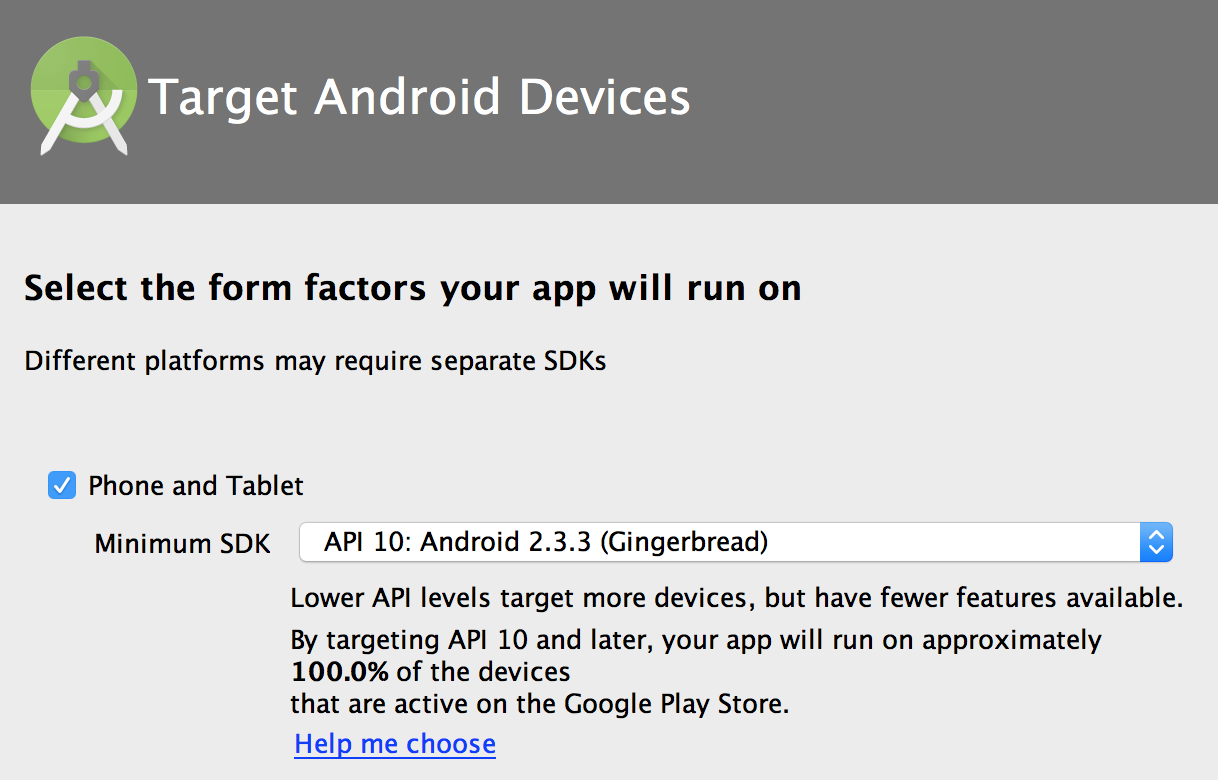 Target Android Devices
Select the form factors your app will run on
Different platforms may require separate SDKs
Phone and Tablet
Minimum SDK API 10: Android 2.3.3 (Gingerbread)
Lower API levels target more devices, but have fewer features available.
By targeting API 10 and later, your app will run on approximately
100.0% of the devices
that are active on the Google Play Store.
Help me choose